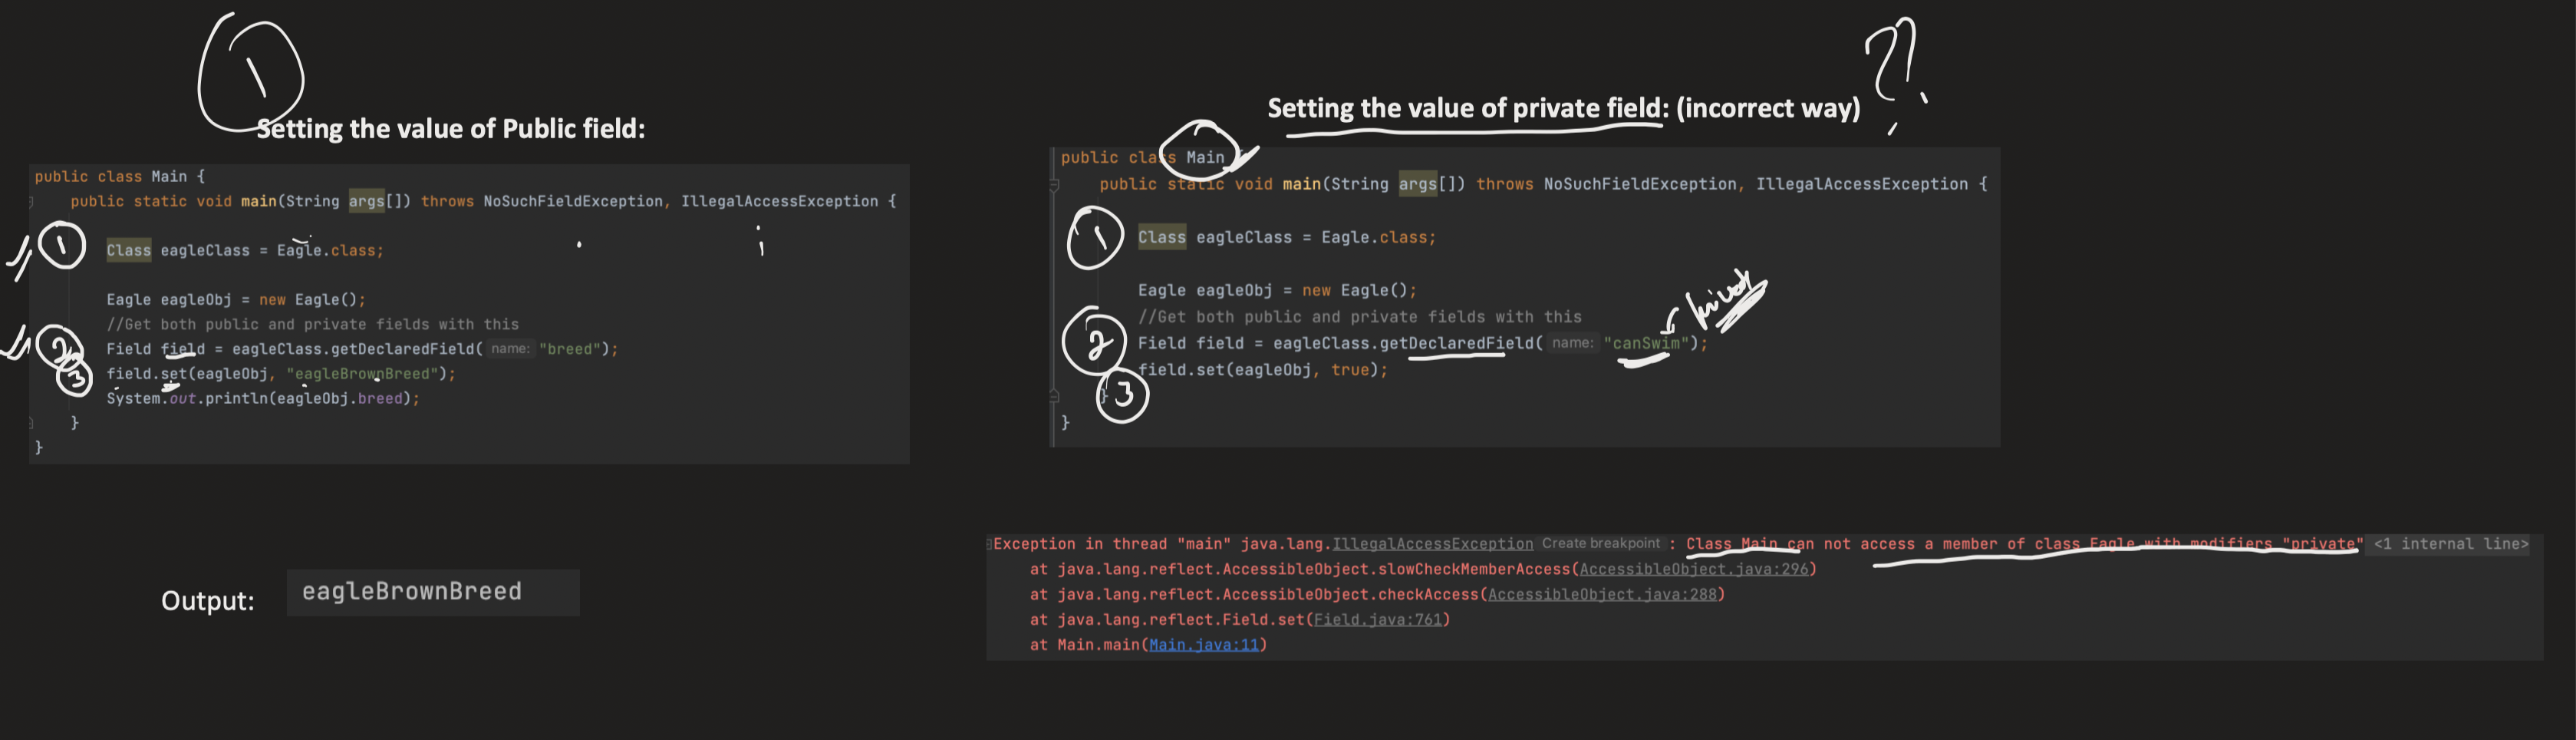 1
Setting the value of Public field:
public class Main {
public static void main(String args[]) throws NoSuchFieldException, IllegalAccessException {
1
Class eagleClass = Eagle.class;
Eagle eagleObj = new Eagle();
//Get both public and private fields with this
2
Field field = eagleClass.getDeclaredField( name: "breed");
3
field.set(eagleObj, "eagleBrownBreed");
System.out.println(eagleObj.breed);
}
}
Output:
eagleBrownBreed
??
Setting the value of private field: (incorrect way)
public class Main {
public static void main(String args[]) throws NoSuchFieldException, IllegalAccessException {
1
Class eagleClass = Eagle.class;
Eagle eagleObj = new Eagle();
//Get both public and private fields with this
2
Field field = eagleClass.getDeclaredField( name: "canSwim");
field.set(eagleObj, true);
3
}
}
Exception in thread "main" java.lang.IllegalAccessException Create breakpoint : Class Main can not access a member of class Eagle with modifiers "private" <1 internal line>
at java.lang.reflect.AccessibleObject.slowCheckMemberAccess(AccessibleObject.java:296)
at java.lang.reflect.AccessibleObject.checkAccess(AccessibleObject.java:288)
at java.lang.reflect.Field.set(Field.java:761)
at Main.main(Main.java:11)